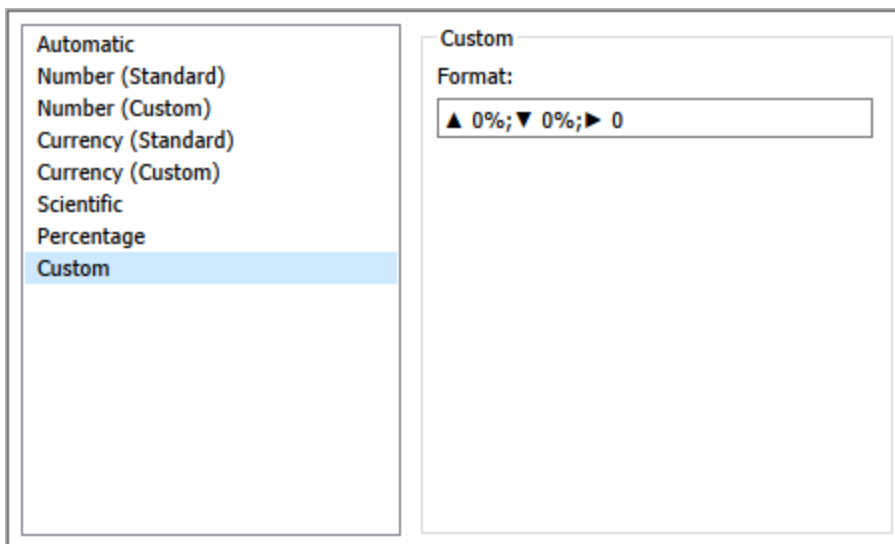 Automatic
Number (Standard)
Number (Custom)
Currency (Standard)
Currency (Custom)
Scientific
Percentage
Custom
Custom
Format:
▲ 0%;▼ 0%;► 0